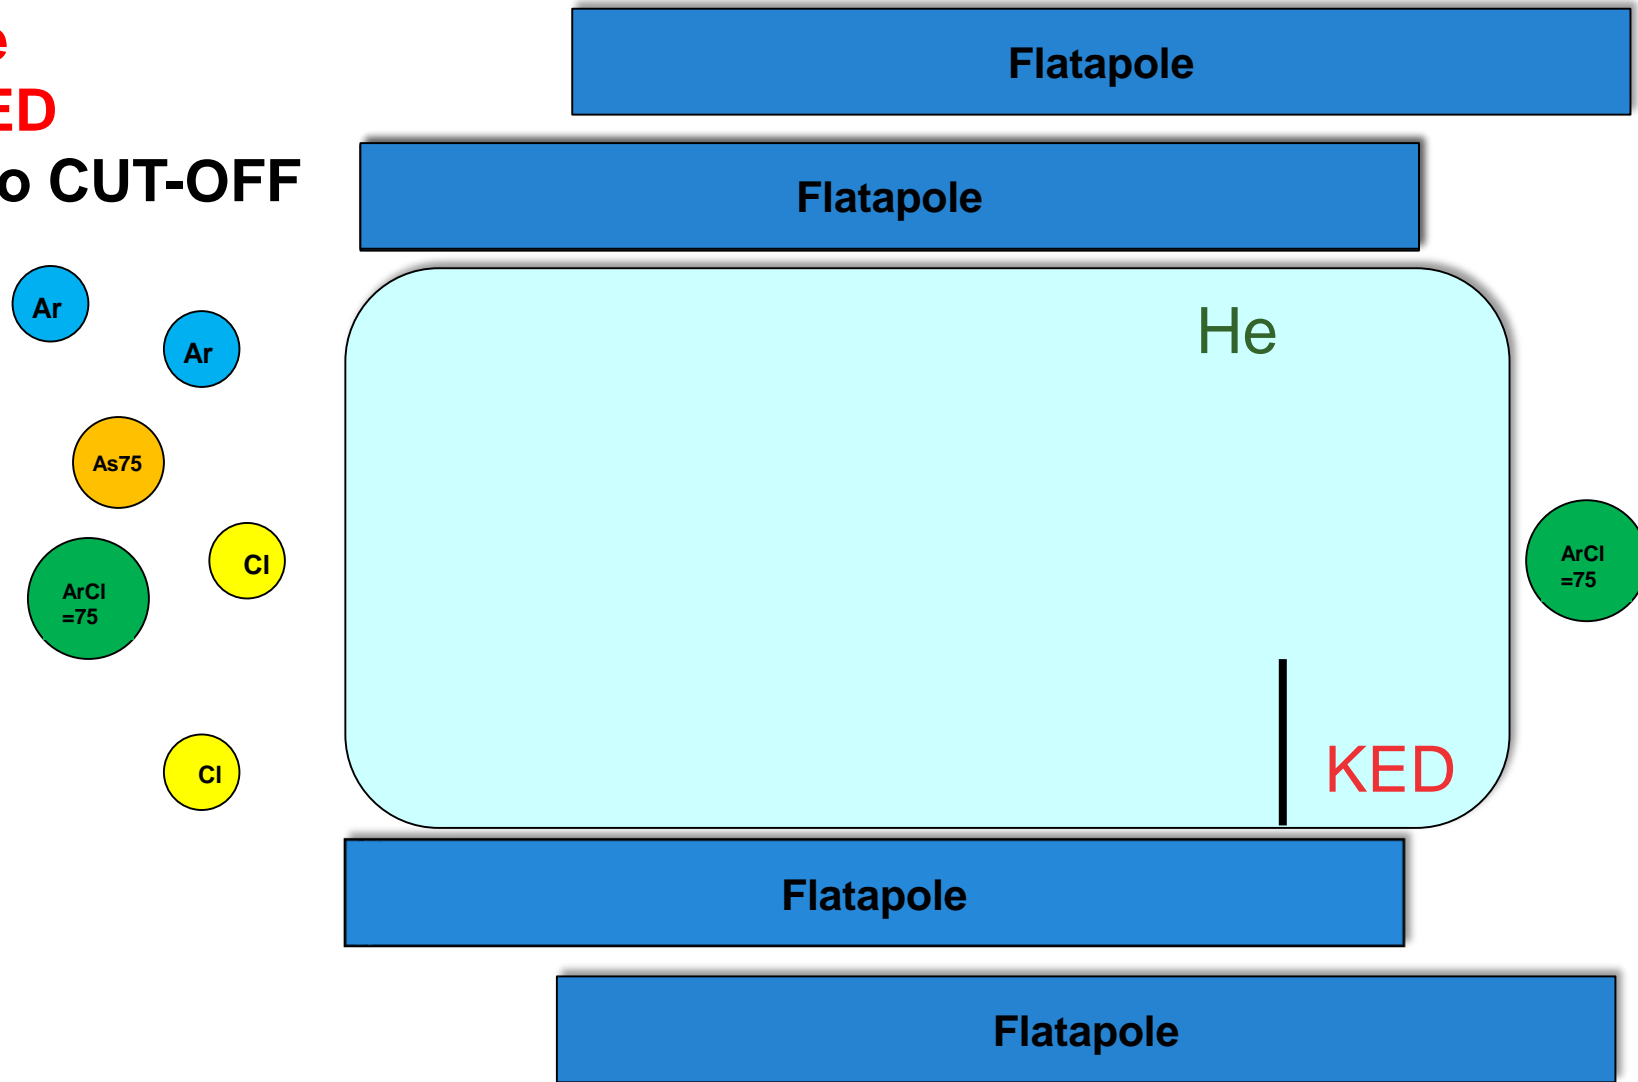 e
ED
o CUT-OFF
Flatapole
Flatapole
Ar
Ar
He
As75
Cl
ArCl
=75
ArCl
=75
Cl
KED
Flatapole
Flatapole